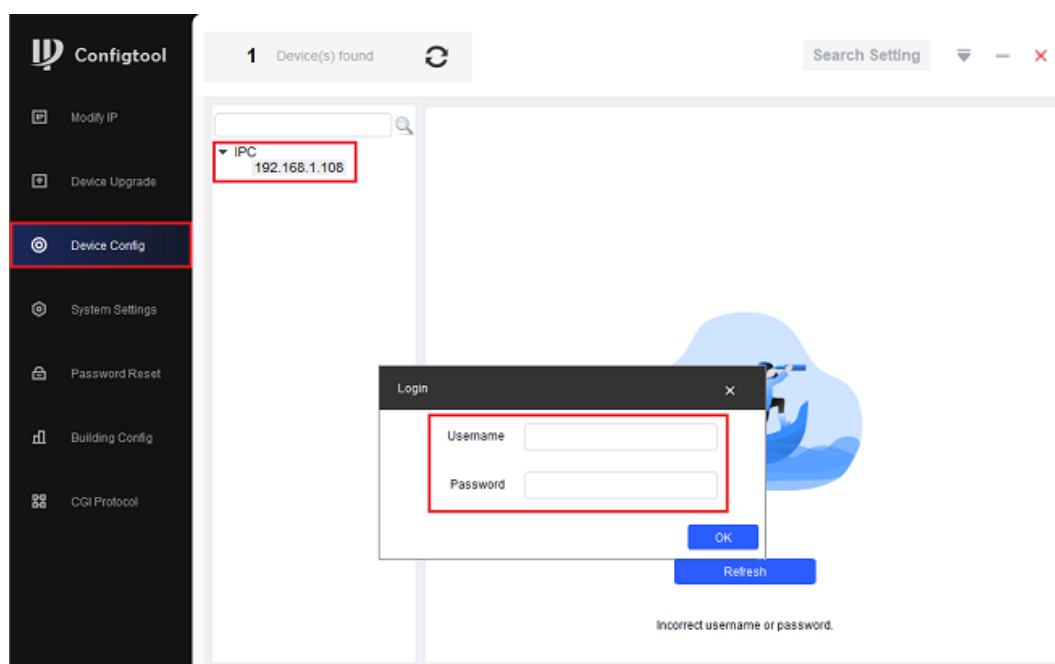 Configtool
1 Device(s) found
Search Setting
Modify IP
Device Upgrade
Device Config
System Settings
Password Reset
Building Config
CGI Protocol
IPC
192.168.1.108
Login
Username
Password
OK
Refresh
Incorrect username or password.